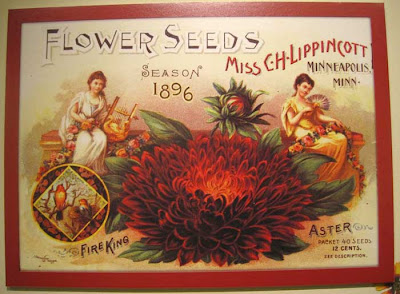 FLOWER SEEDS
MISS C·H·LIPPINCOTT
MINNEAPOLIS,
MINN.
SEASON
1896
FIRE KING
ASTER
PACKET 40 SEEDS
12 CENTS.
SEE DESCRIPTION.